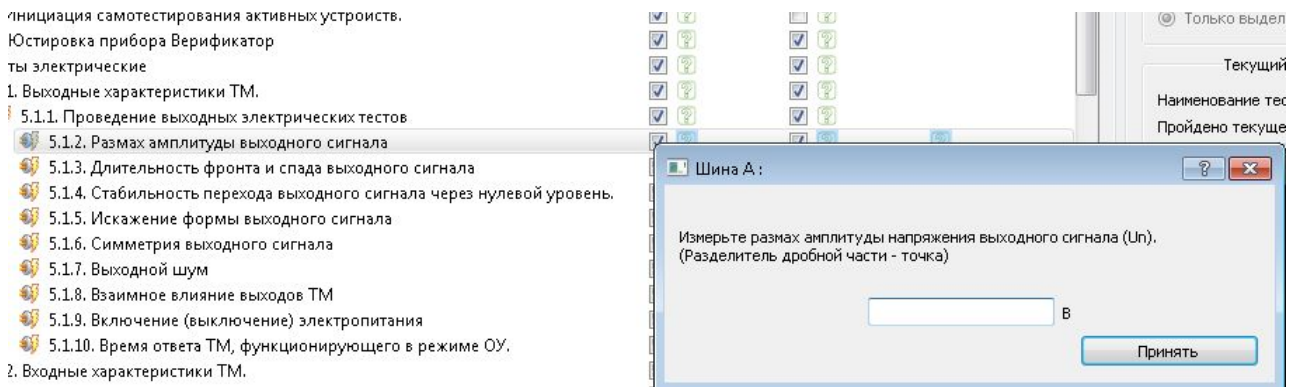 Инициация самотестирования активных устройств.
Юстировка прибора Верификатор
ты электрические
1. Выходные характеристики ТМ.
5.1.1. Проведение выходных электрических тестов
5.1.2. Размах амплитуды выходного сигнала
5.1.3. Длительность фронта и спада выходного сигнала
5.1.4. Стабильность перехода выходного сигнала через нулевой уровень.
5.1.5. Искажение формы выходного сигнала
5.1.6. Симметрия выходного сигнала
5.1.7. Выходной шум
5.1.8. Взаимное влияние выходов ТМ
5.1.9. Включение (выключение) электропитания
5.1.10. Время ответа ТМ, функционирующего в режиме ОУ.
2. Входные характеристики ТМ.
Только выдел
Текущий
Наименование тес
Пройдено текуще
Шина А :
Измерьте размах амплитуды напряжения выходного сигнала (Un).
(Разделитель дробной части - точка)
В
Принять